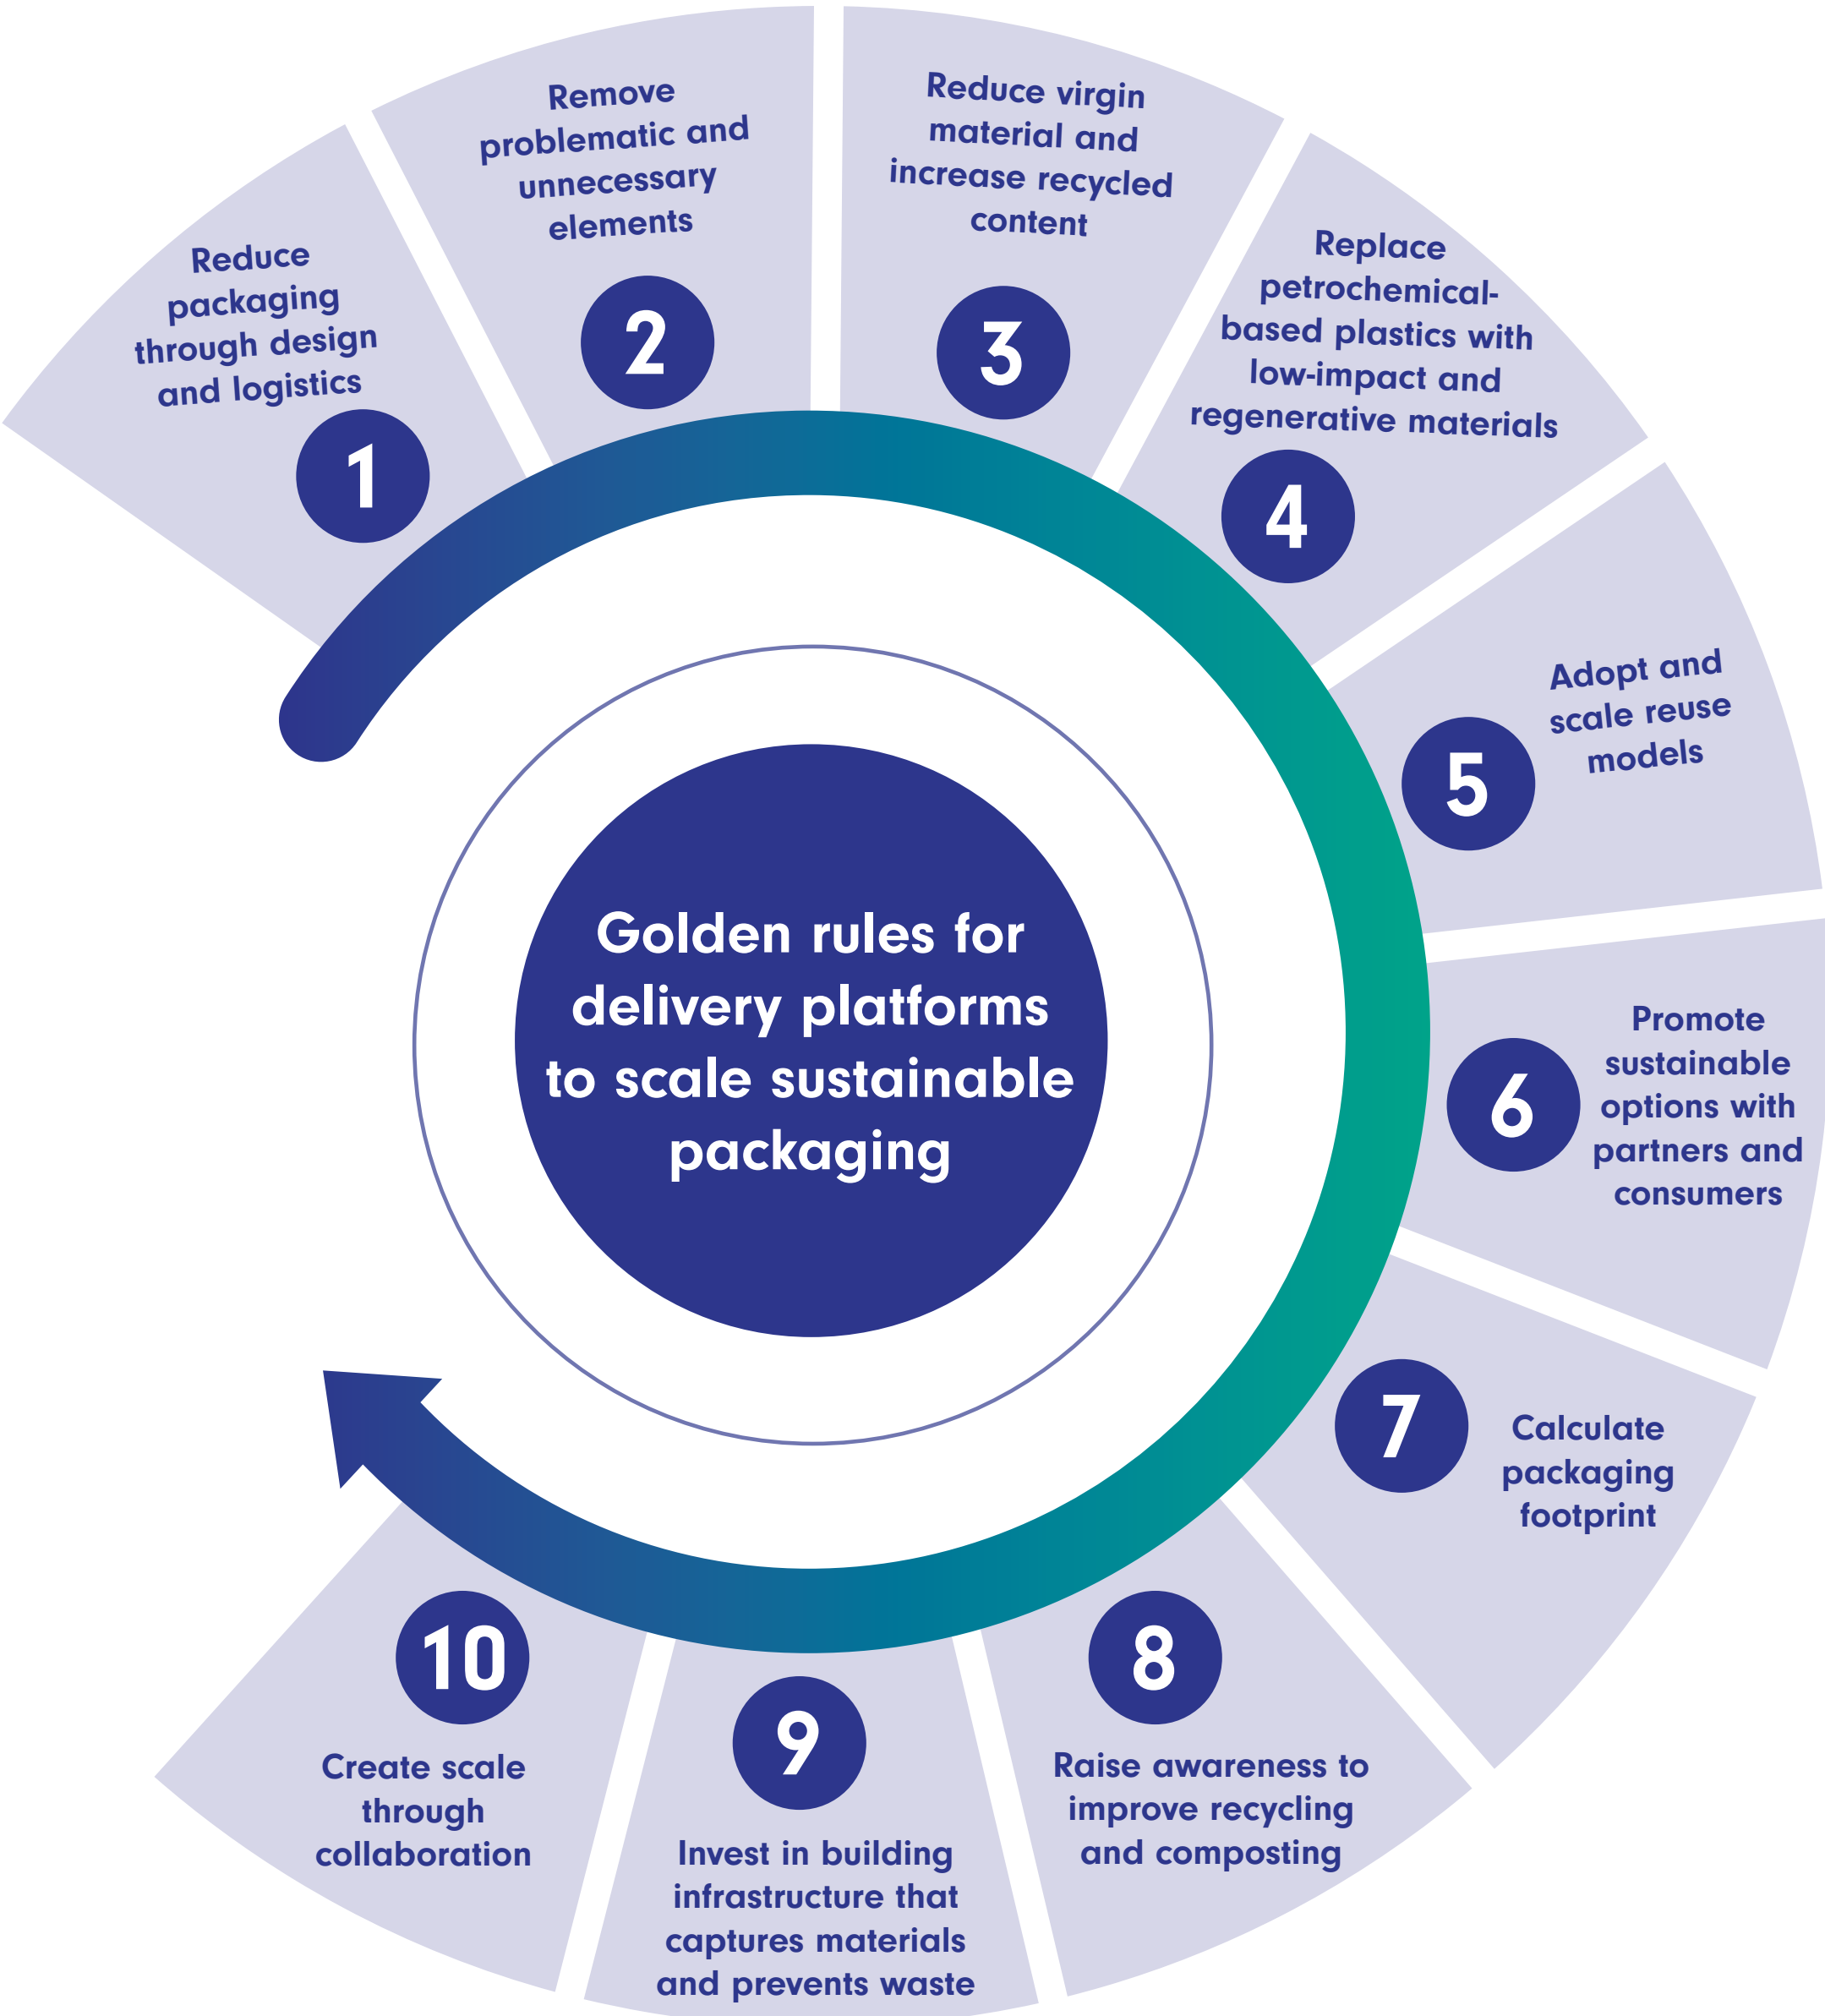 Reduce
packaging
through design
and logistics
1
Remove
problematic and
unnecessary
elements
2
Reduce virgin
material and
increase recycled
content
3
Replace
petrochemical-
based plastics with
low-impact and
regenerative materials
4
Adopt and
scale reuse
models
5
Promote
sustainable
options with
partners and
consumers
6
Calculate
packaging
footprint
7
8
Raise awareness to
improve recycling
and composting
9
Invest in building
infrastructure that
captures materials
and prevents waste
10
Create scale
through
collaboration
Golden rules for
delivery platforms
to scale sustainable
packaging